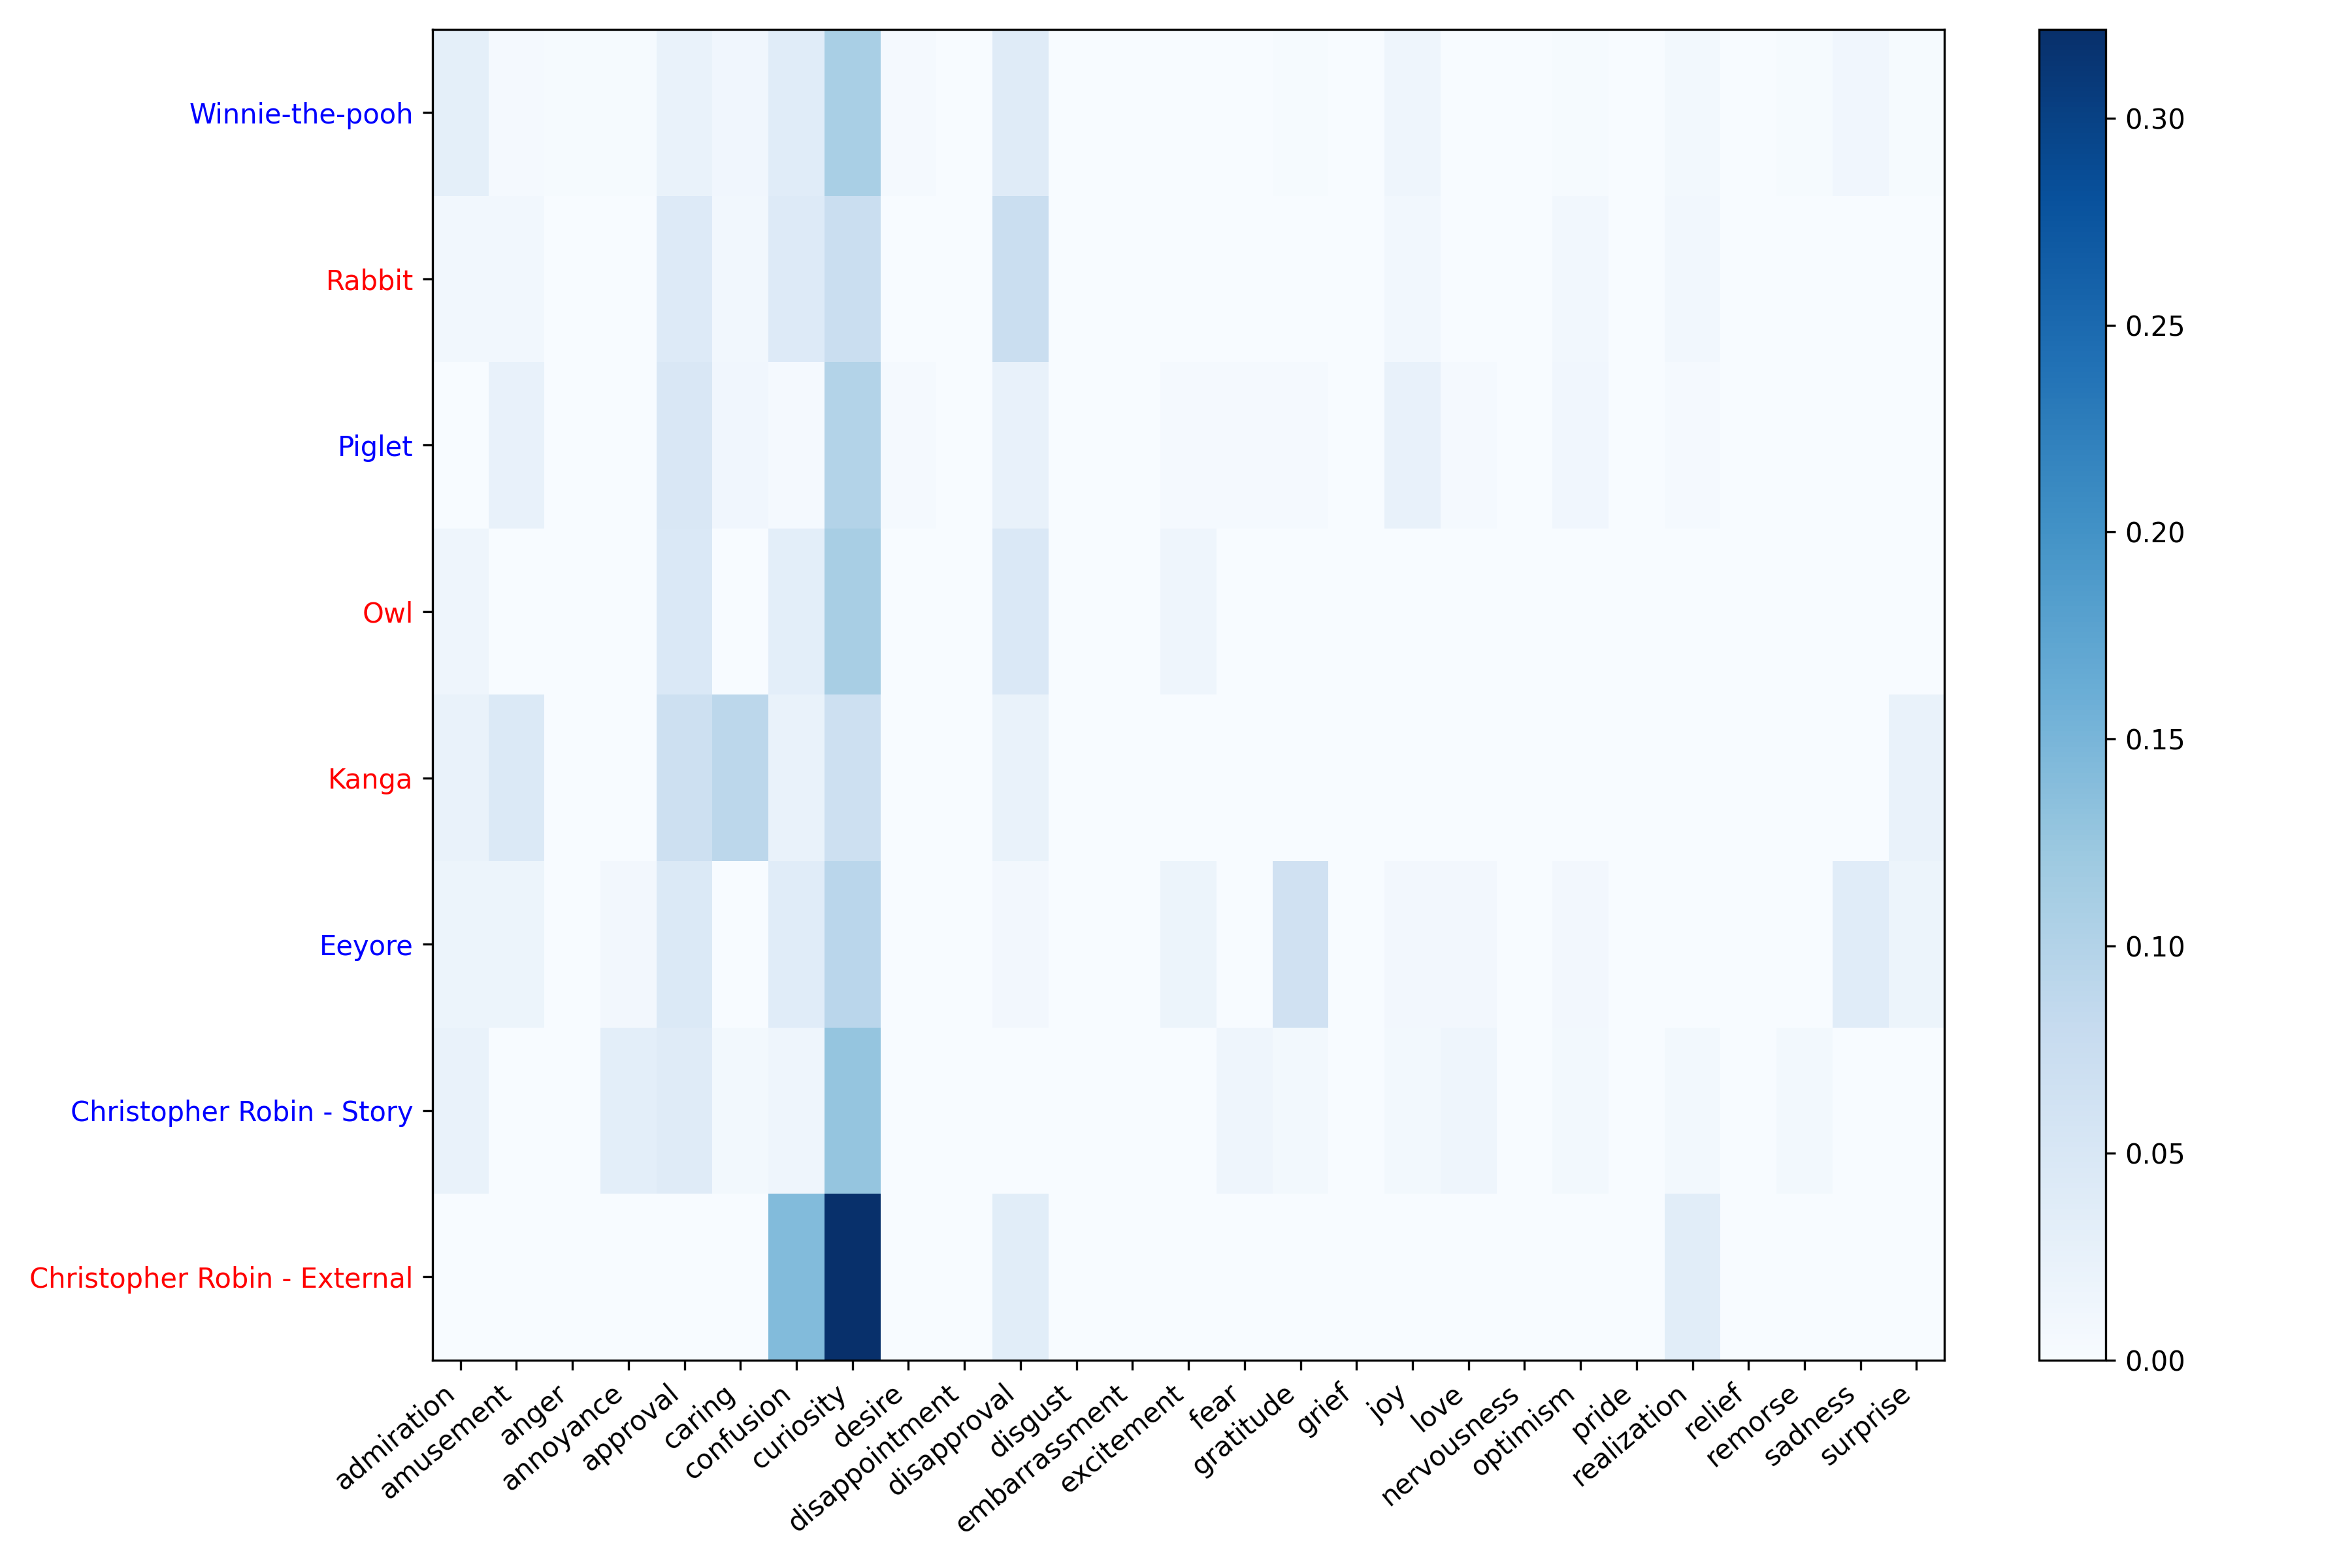 Winnie-the-pooh
Rabbit
Piglet
Owl
Kanga
Eeyore
Christopher Robin - Story
Christopher Robin - External
admiration
amusement
anger
annoyance
approval
caring
confusion
curiosity
desire
disappointment
disapproval
disgust
embarrassment
excitement
fear
gratitude
grief
joy
love
nervousness
optimism
pride
realization
relief
remorse
sadness
surprise
0.30
0.25
0.20
0.15
0.10
0.05
0.00